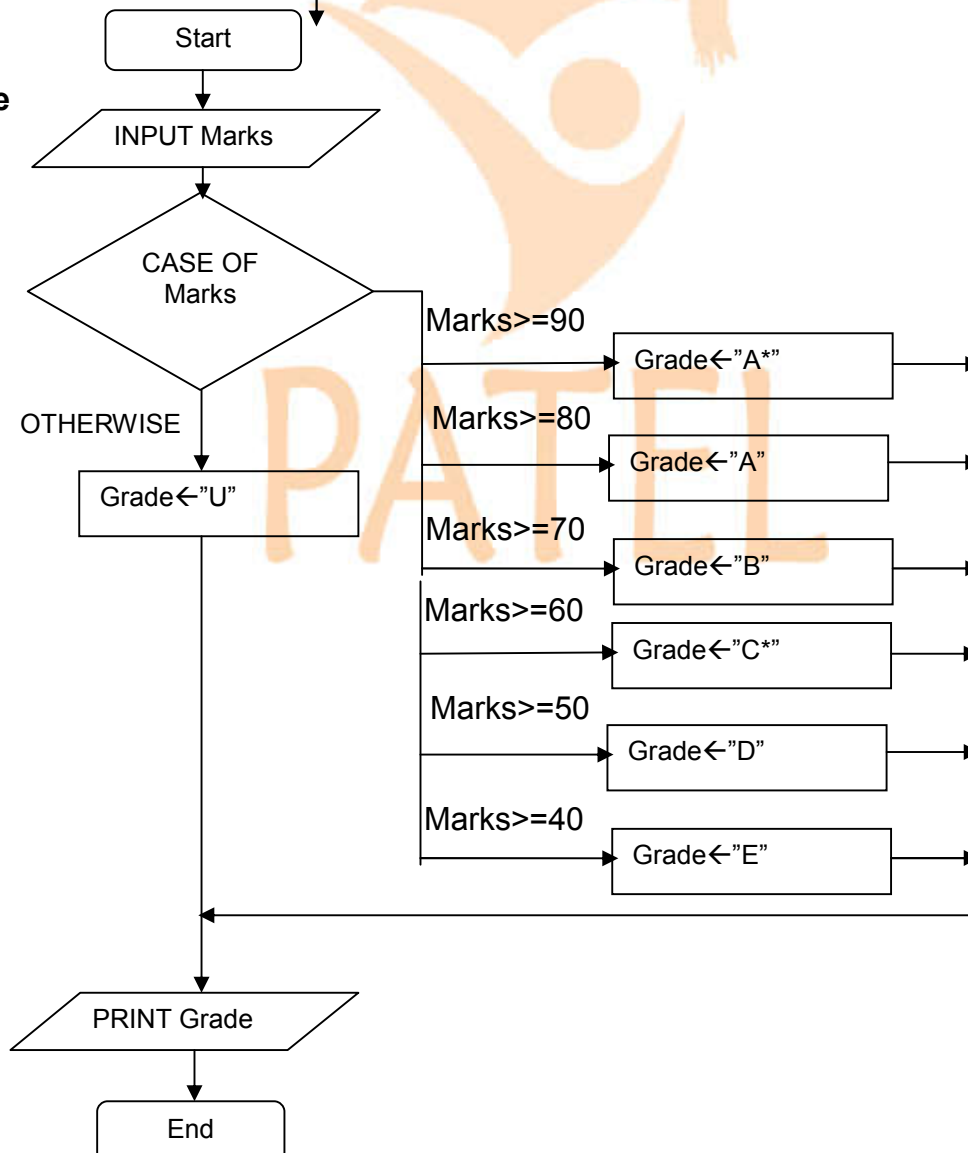 Start
e
INPUT Marks
CASE OF
Marks
Marks>=90
Grade←”A*”
Marks>=80
Grade←”A”
OTHERWISE
Grade←”U”
Marks>=70
Grade←”B”
Marks>=60
Grade←”C*”
Marks>=50
Grade←”D”
Marks>=40
Grade←”E”
PRINT Grade
End
PATEL